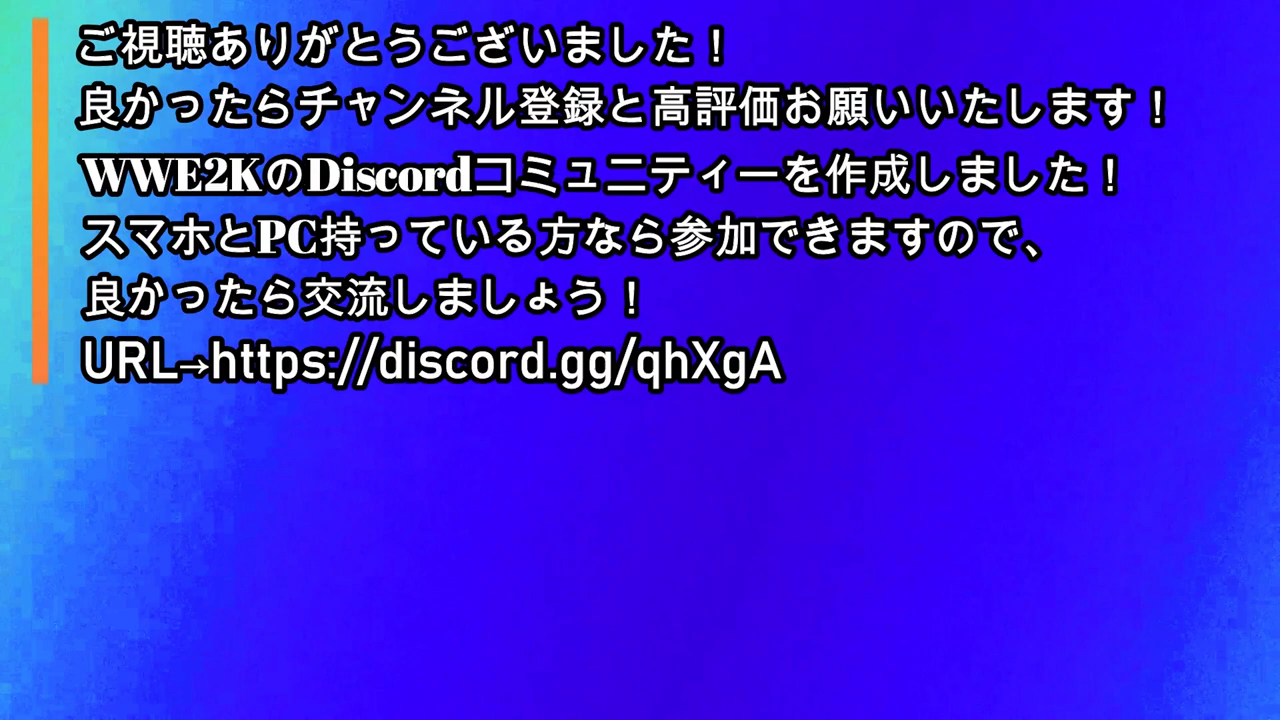 ご視聴ありがとうございました！
良かったらチャンネル登録と高評価お願いいたします！
WWE2KのDiscordコミュニティーを作成しました！
スマホとPC持っている方なら参加できますので、
良かったら交流しましょう！
URL→https://discord.gg/qhXgA